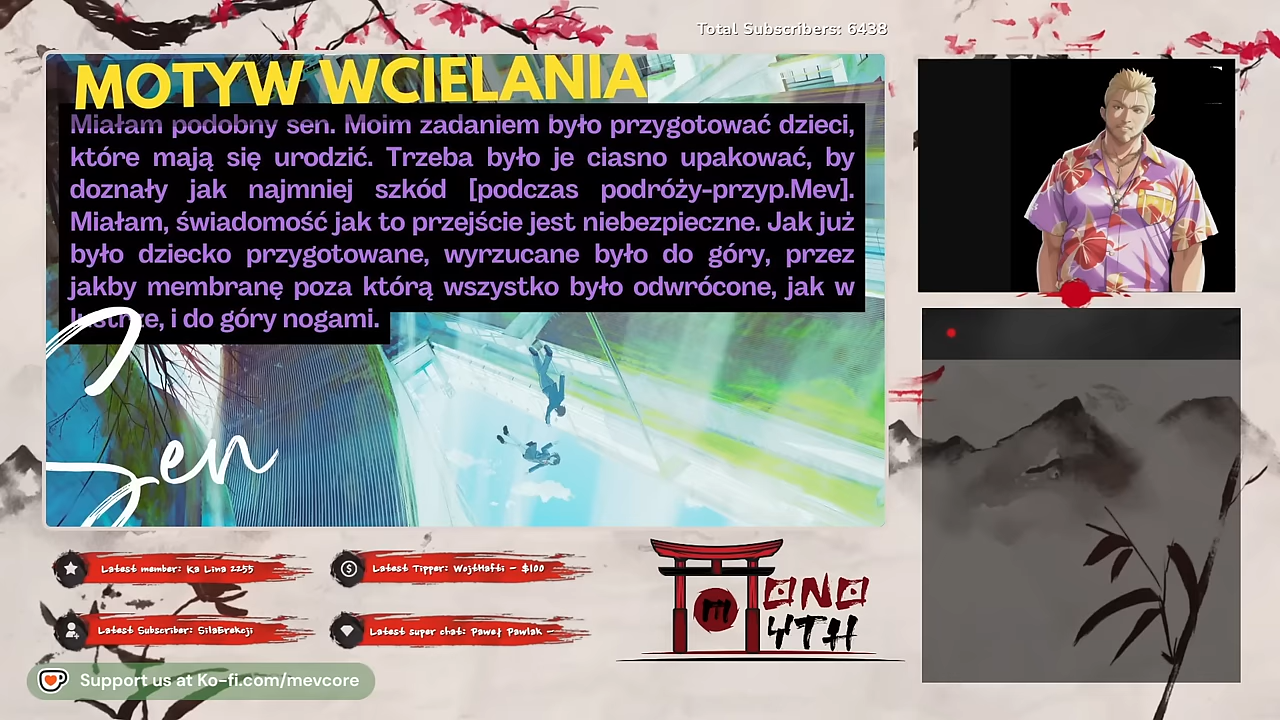 Total Subscribers: 6438
MOTYW WCIELANIA
Miałam podobny sen. Moim zadaniem było przygotować dzieci,
które mają się urodzić. Trzeba było je ciasno upakować, by
doznały jak najmniej szkód [podczas podróży-przyp.Mev].
Miałam, świadomość jak to przejście jest niebezpieczne. Jak już
było dziecko przygotowane, wyrzucane było do góry, przez
jakby membranę poza którą wszystko było odwrócone, jak w
lustrze, i do góry nogami.
Sen
Latest member: Ka Lina 2255
Latest Tipper: WojtHafti - $100
Latest Subscriber: SilaErekcji
Latest super chat: Paweł Pawlak -
m ONO
4TH
Support us at Ko-fi.com/mevcore